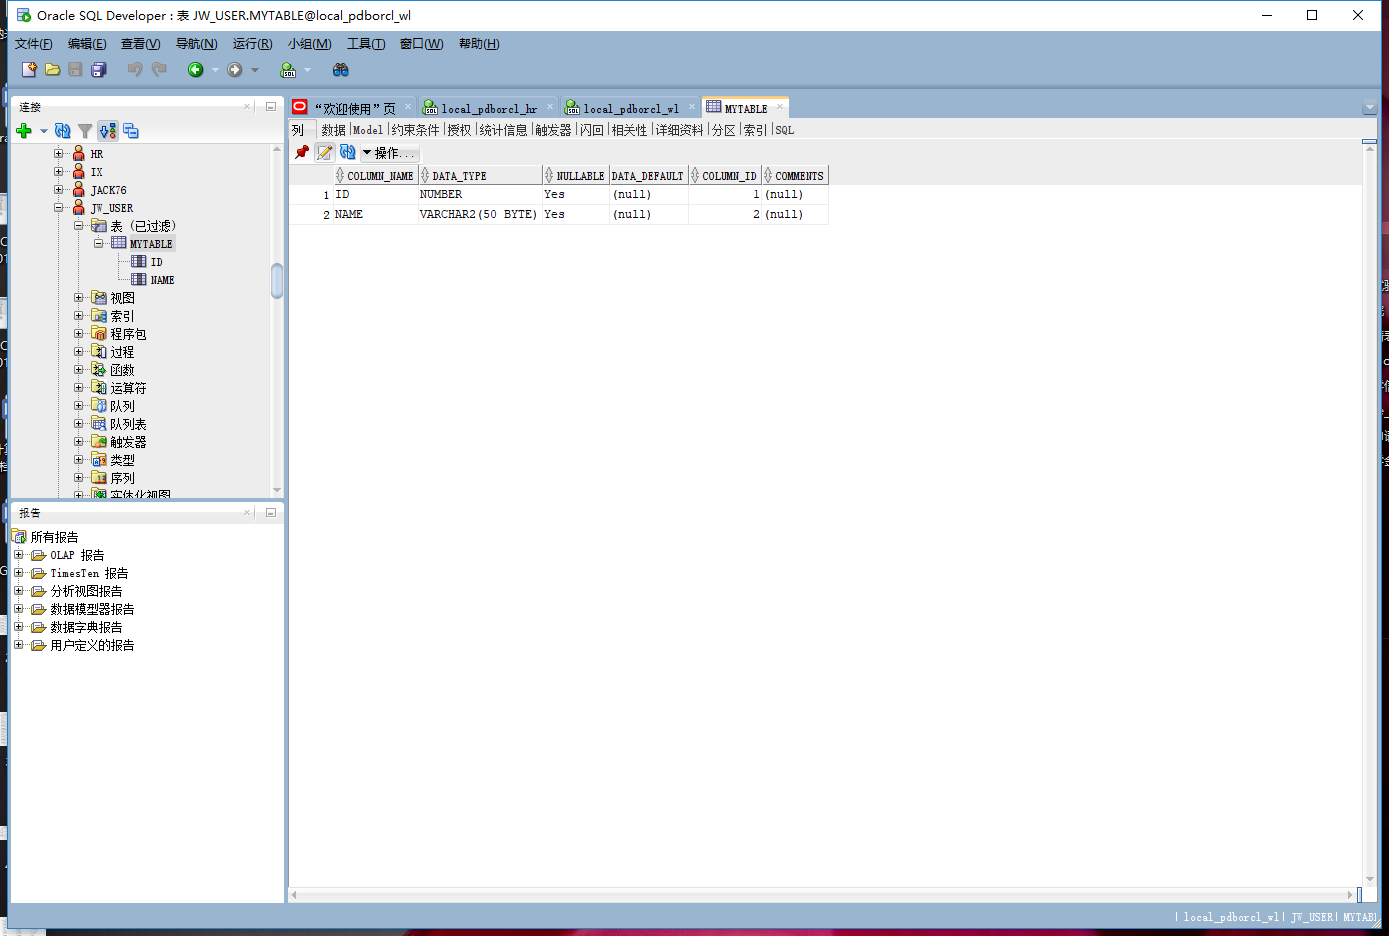 Oracle SQL Developer : 表 JW_USER.MYTABLE@local_pdborcl_wl
文件(F) 编辑(E) 查看(V) 导航(N) 运行(R) 小组(M) 工具(T) 窗口(W) 帮助(H)
连接
HR
IX
JACK76
JW_USER
表 (已过滤)
MYTABLE
ID
NAME
视图
索引
程序包
过程
函数
运算符
队列
队列表
触发器
类型
序列
实体化视图
报告
所有报告
OLAP 报告
TimesTen 报告
分析视图报告
数据模型器报告
数据字典报告
用户定义的报告
“欢迎使用”页 local_pdborcl_hr local_pdborcl_wl MYTABLE
列 数据 Model 约束条件 授权 统计信息 触发器 闪回 相关性 详细资料 分区 索引 SQL
操作...
COLUMN_NAME DATA_TYPE NULLABLE DATA_DEFAULT COLUMN_ID COMMENTS
1 ID NUMBER Yes (null) 1 (null)
2 NAME VARCHAR2(50 BYTE) Yes (null) 2 (null)
| local_pdborcl_wl| JW_USER| MYTABL